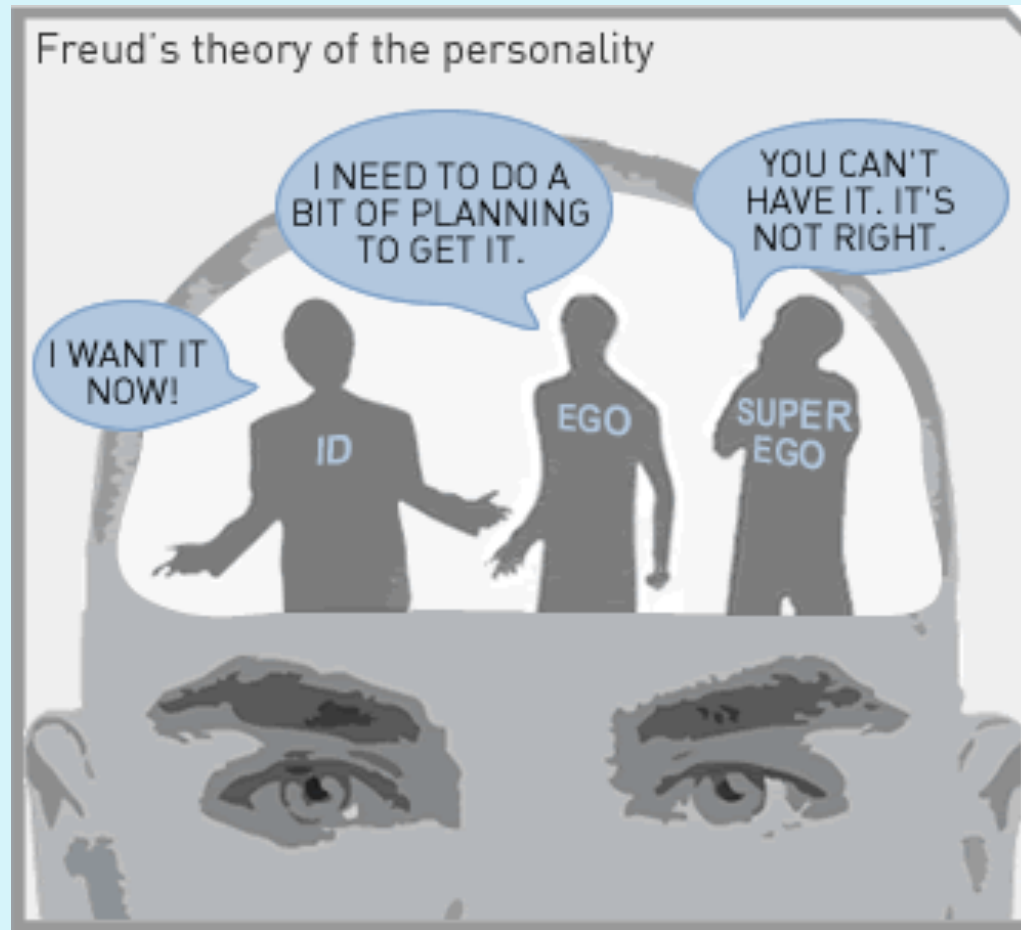 Freud's theory of the personality
I WANT IT
NOW!
I NEED TO DO A
BIT OF PLANNING
TO GET IT.
YOU CAN'T
HAVE IT. IT'S
NOT RIGHT.
ID
EGO
SUPER
EGO